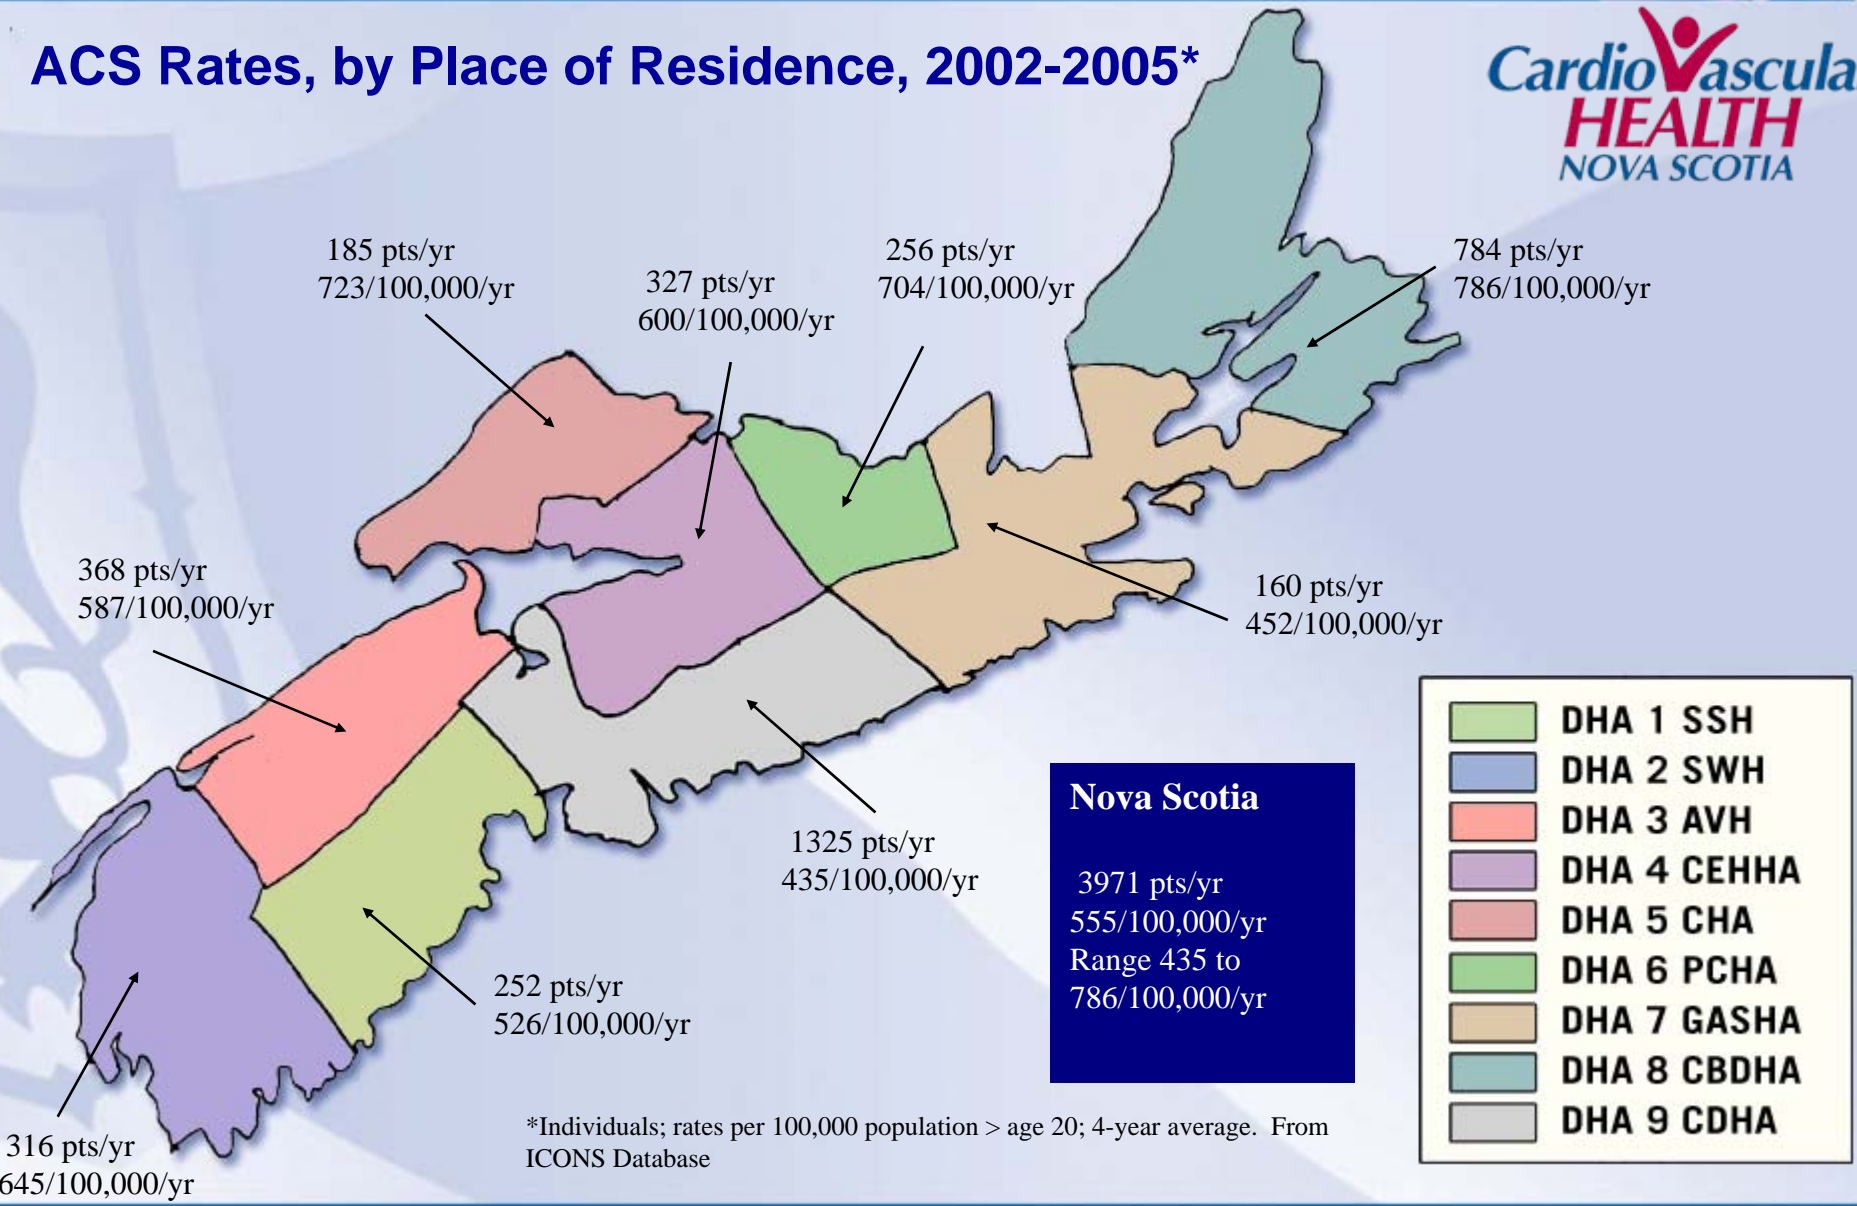 ACS Rates, by Place of Residence, 2002-2005*
CardioVascula
HEALTH
NOVA SCOTIA
185 pts/yr
723/100,000/yr
327 pts/yr
600/100,000/yr
256 pts/yr
704/100,000/yr
784 pts/yr
786/100,000/yr
368 pts/yr
587/100,000/yr
160 pts/yr
452/100,000/yr
1325 pts/yr
435/100,000/yr
252 pts/yr
526/100,000/yr
316 pts/yr
645/100,000/yr
Nova Scotia
3971 pts/yr
555/100,000/yr
Range 435 to
786/100,000/yr
DHA 1 SSH
DHA 2 SWH
DHA 3 AVH
DHA 4 CEHHA
DHA 5 CHA
DHA 6 PCHA
DHA 7 GASHA
DHA 8 CBDHA
DHA 9 CDHA
*Individuals; rates per 100,000 population > age 20; 4-year average. From
ICONS Database